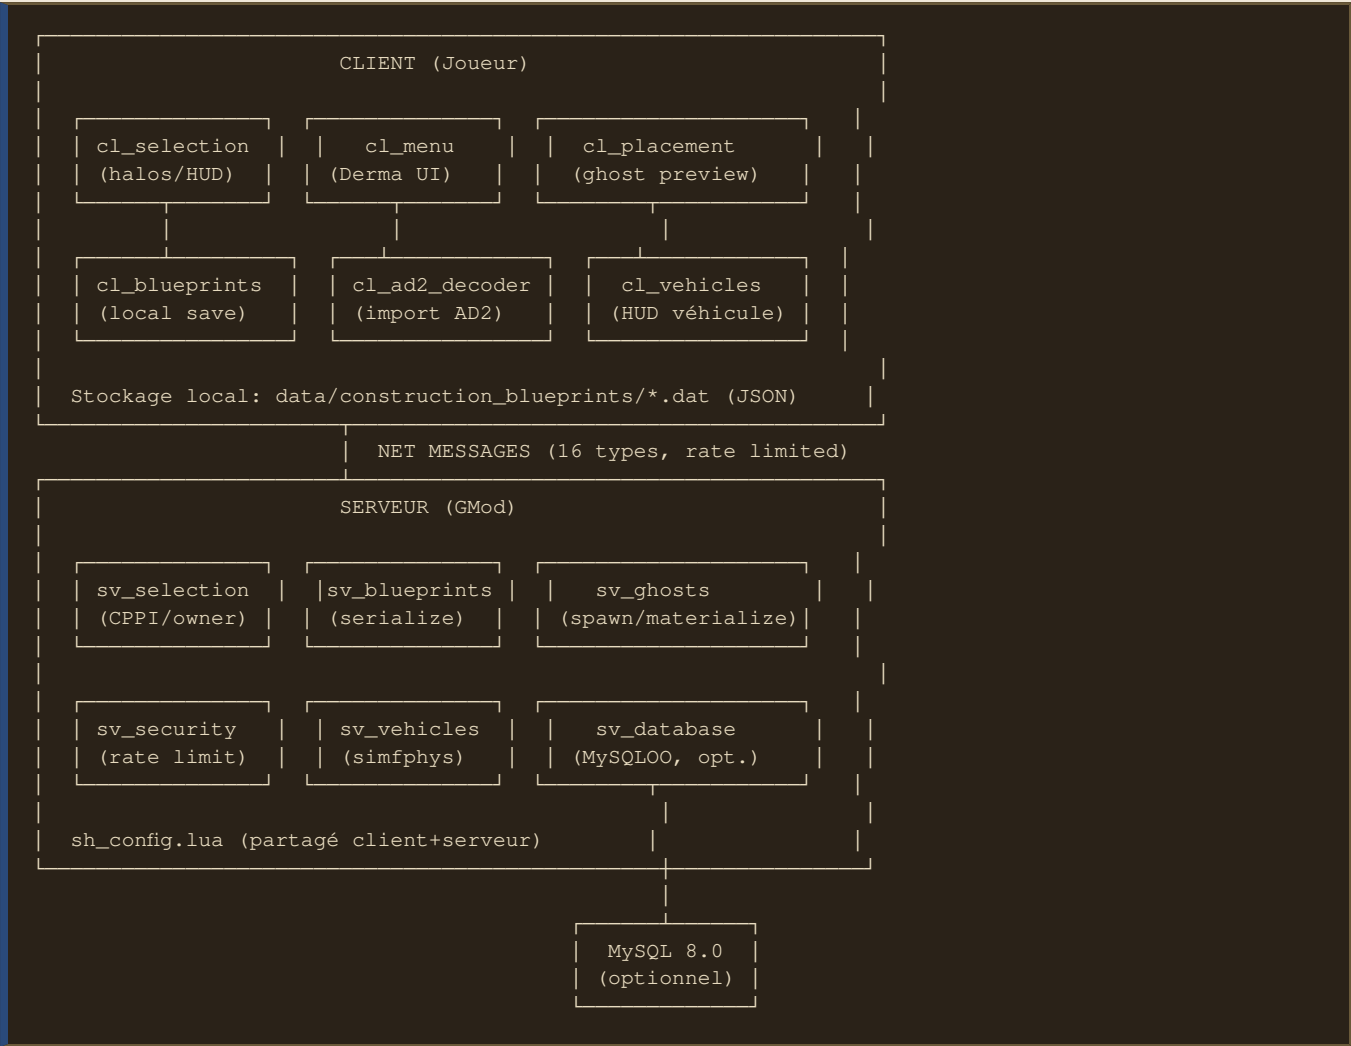 CLIENT (Joueur)
cl_selection cl_menu cl_placement
(halos/HUD) (Derma UI) (ghost preview)
cl_blueprints cl_ad2_decoder cl_vehicles
(local save) (import AD2) (HUD véhicule)
Stockage local: data/construction_blueprints/*.dat (JSON)
NET MESSAGES (16 types, rate limited)
SERVEUR (GMod)
sv_selection sv_blueprints sv_ghosts
(CPPI/owner) (serialize) (spawn/materialize)
sv_security sv_vehicles sv_database
(rate limit) (simfphys) (MySQLOO, opt.)
sh_config.lua (partagé client+serveur)
MySQL 8.0
(optionnel)